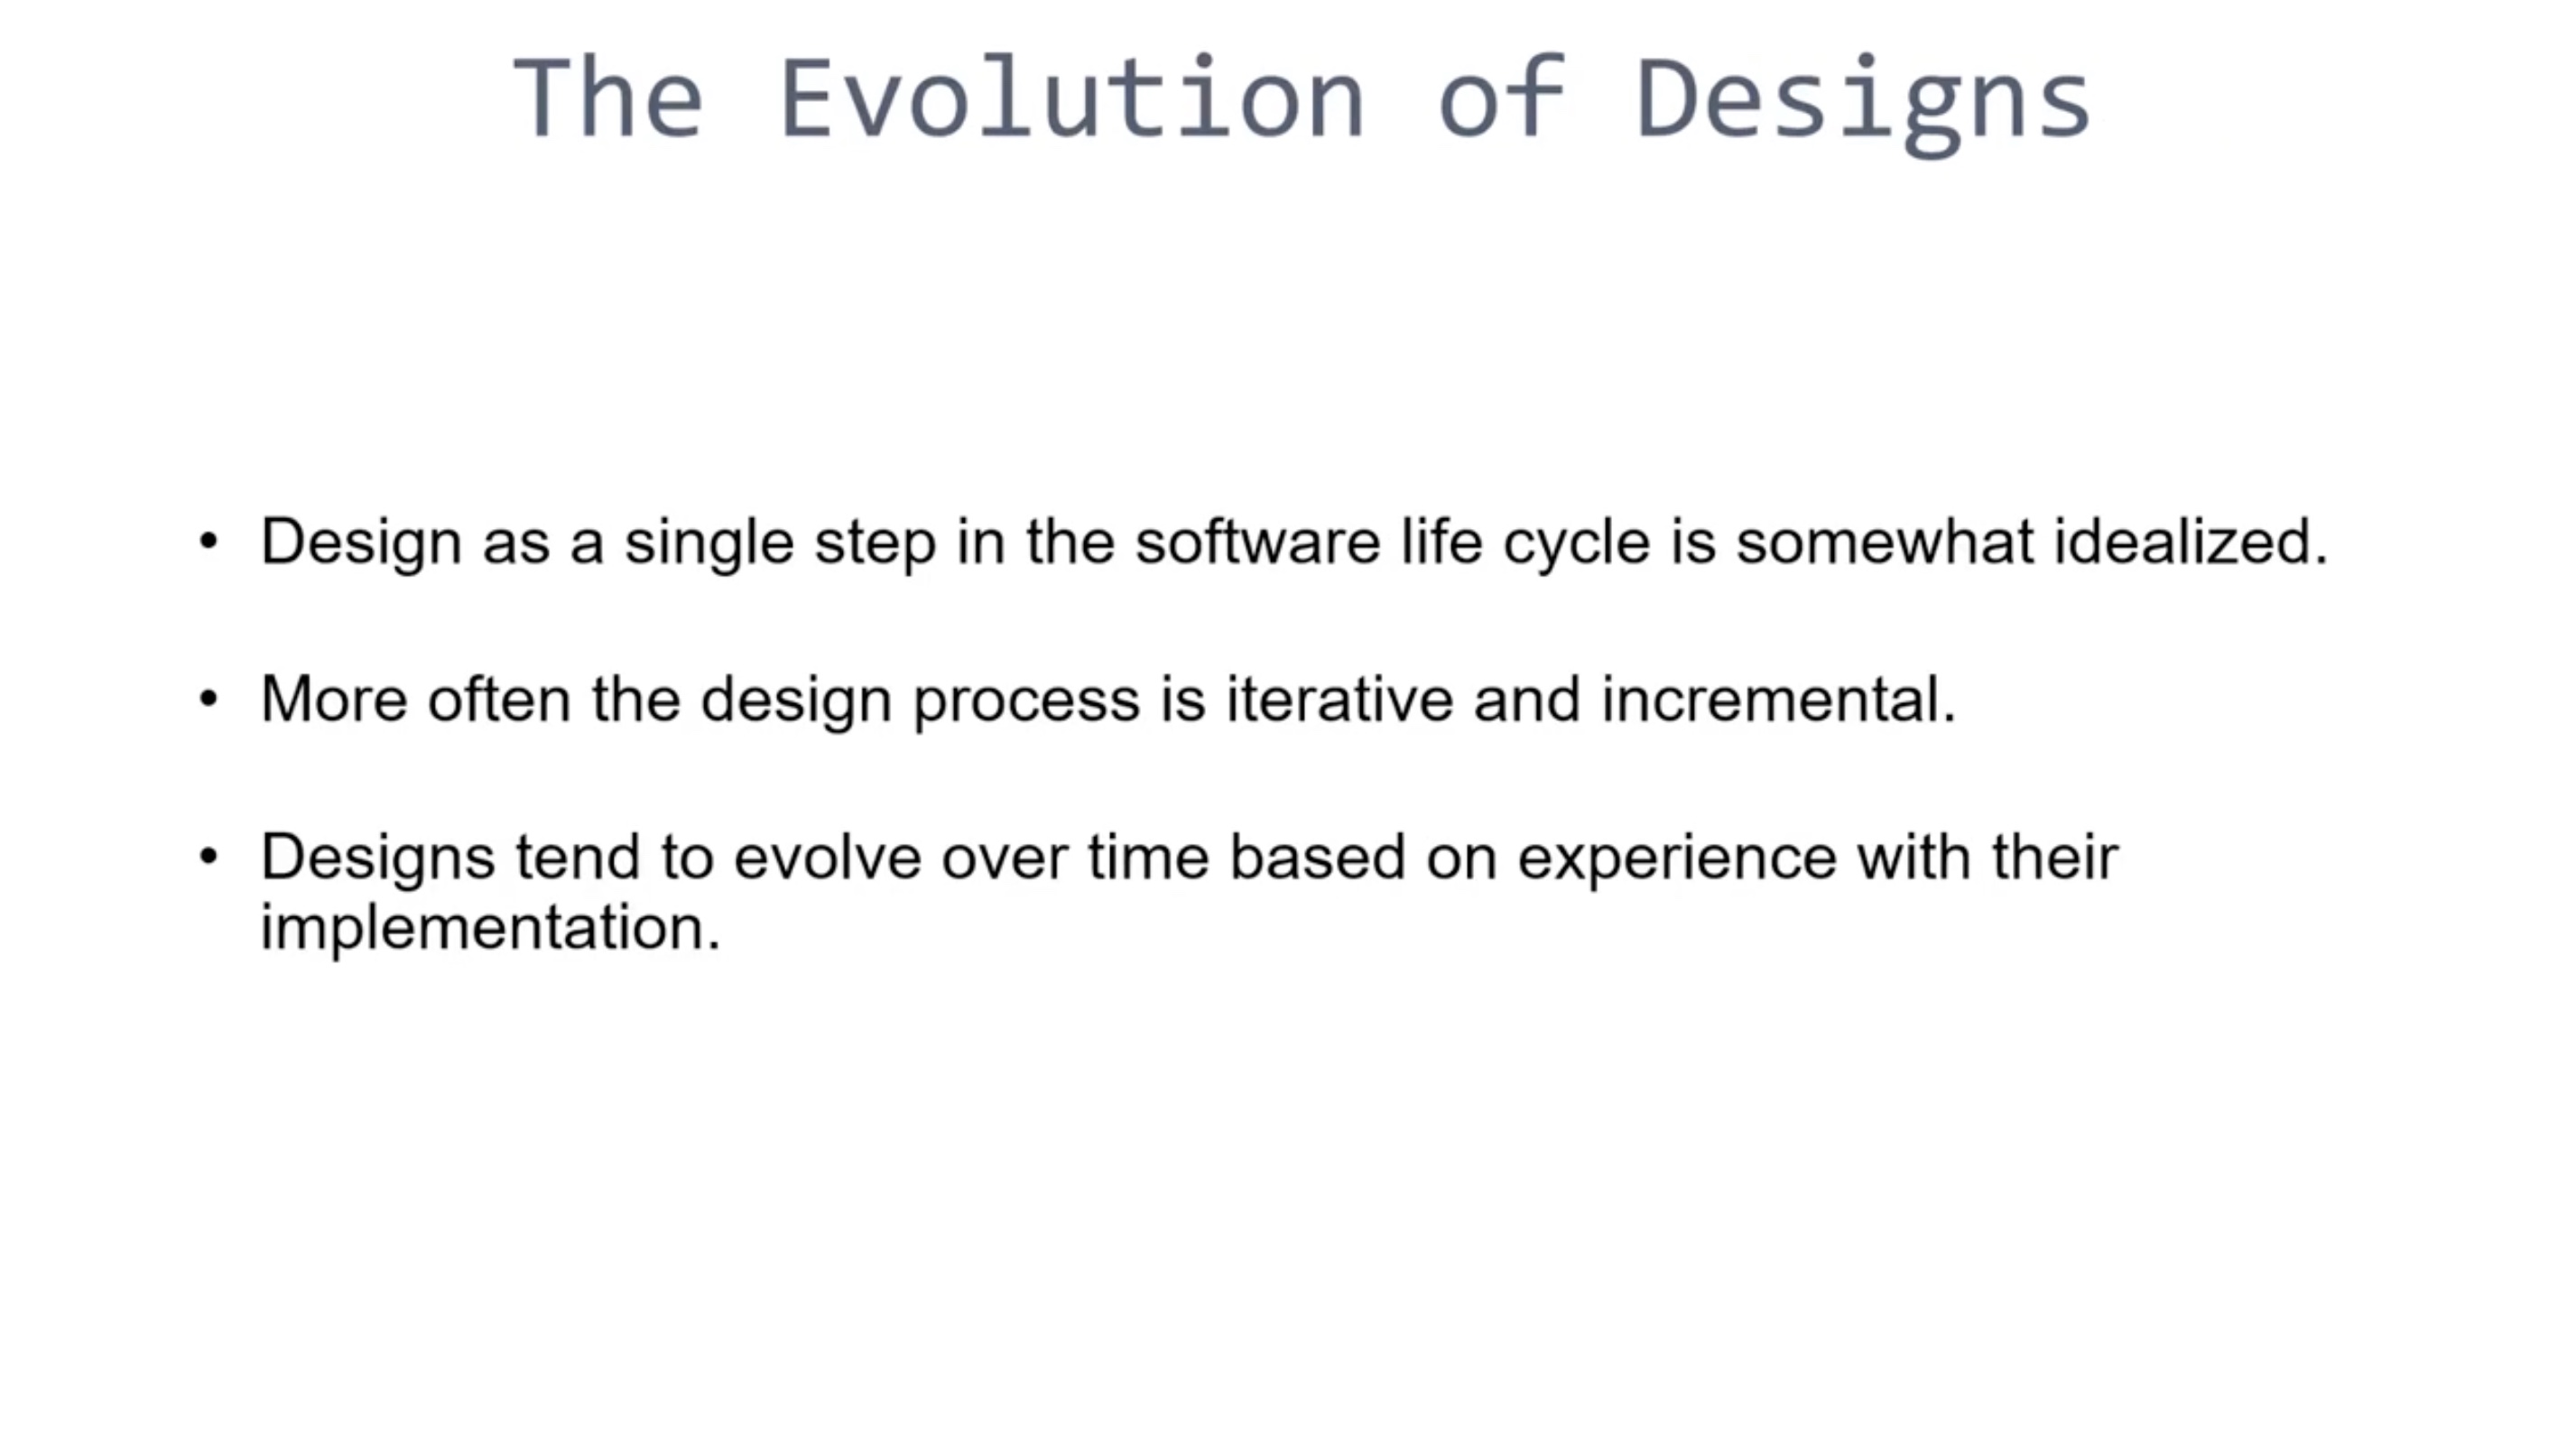 The Evolution of Designs
• Design as a single step in the software life cycle is somewhat idealized.
• More often the design process is iterative and incremental.
• Designs tend to evolve over time based on experience with their
implementation.